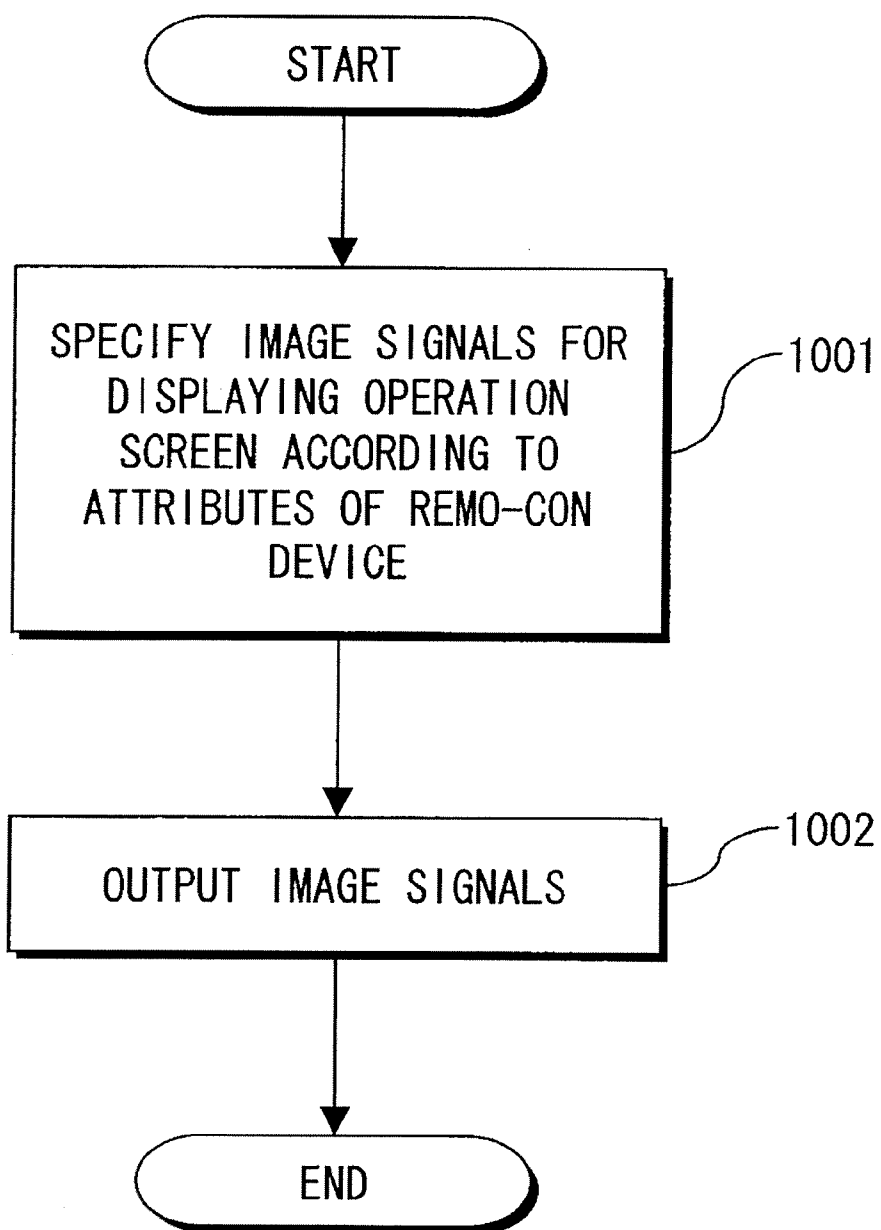 START
SPECIFY IMAGE SIGNALS FOR
DISPLAYING OPERATION
SCREEN ACCORDING TO
ATTRIBUTES OF REMO-CON
DEVICE
1001
OUTPUT IMAGE SIGNALS
1002
END